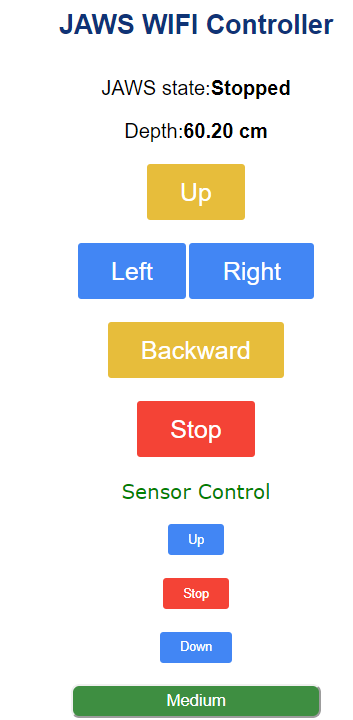 JAWS WIFI Controller
JAWS state:Stopped
Depth:60.20 cm
Up
Left Right
Backward
Stop
Sensor Control
Up
Stop
Down
Medium